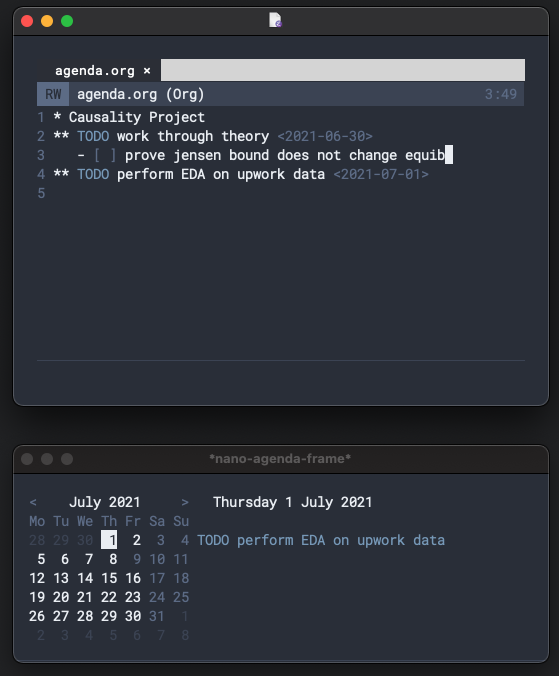 agenda.org ×
RW agenda.org (Org) 3:49
1 * Causality Project
2 ** TODO work through theory <2021-06-30>
3 - [ ] prove jensen bound does not change equib
4 ** TODO perform EDA on upwork data <2021-07-01>
5
*nano-agenda-frame*
< July 2021 > Thursday 1 July 2021
Mo Tu We Th Fr Sa Su
28 29 30 1 2 3 4 TODO perform EDA on upwork data
5 6 7 8 9 10 11
12 13 14 15 16 17 18
19 20 21 22 23 24 25
26 27 28 29 30 31 1
2 3 4 5 6 7 8